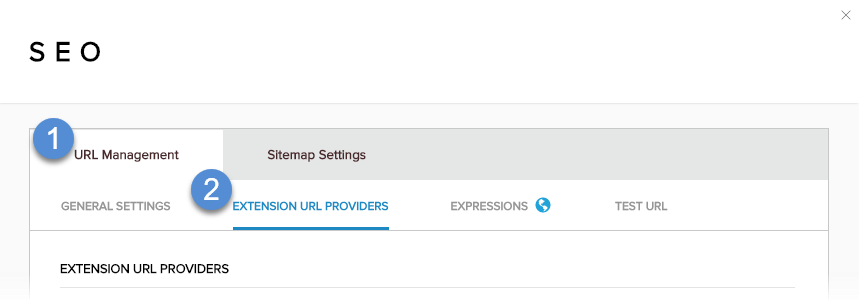 SEO
1 URL Management Sitemap Settings
GENERAL SETTINGS 2 EXTENSION URL PROVIDERS EXPRESSIONS TEST URL
EXTENSION URL PROVIDERS